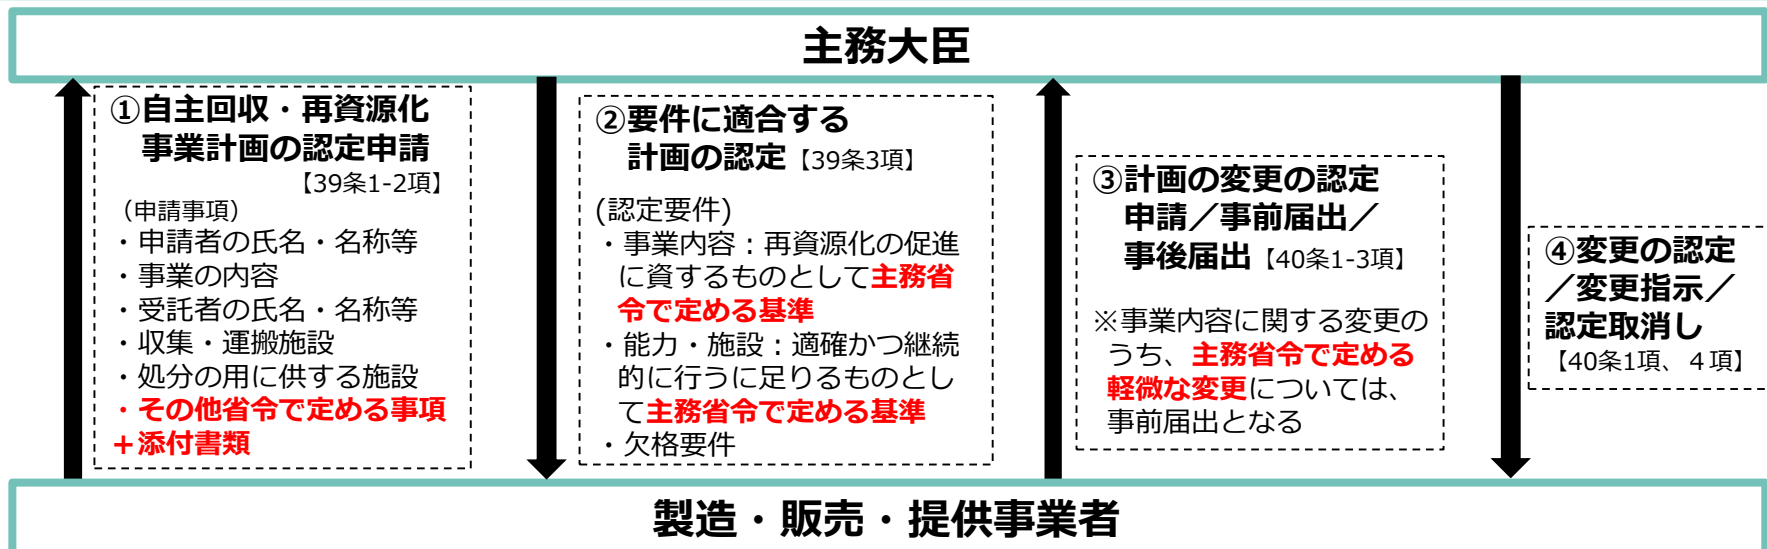 主務大臣
①自主回収・再資源化
事業計画の認定申請
【39条1-2項】
（申請事項）
・申請者の氏名・名称等
・事業の内容
・受託者の氏名・名称等
・収集・運搬施設
・処分の用に供する施設
・その他省令で定める事項
＋添付書類
②要件に適合する
計画の認定【39条3項】
(認定要件)
・事業内容：再資源化の促進
に資するものとして主務省
令で定める基準
・能力・施設：適確かつ継続
的に行うに足りるものとし
て主務省令で定める基準
・欠格要件
③計画の変更の認定
申請／事前届出／
事後届出【40条1-3項】
※事業内容に関する変更の
うち、主務省令で定める
軽微な変更については、
事前届出となる
④変更の認定
／変更指示／
認定取消し
【40条1項、４項】
製造・販売・提供事業者